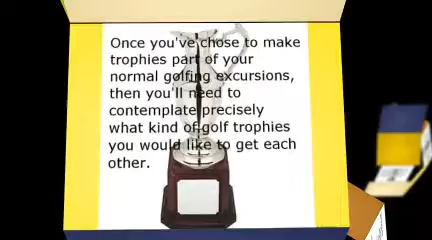 Once you've chose to make
trophies part of your
normal golfing excursions,
then you'll need to
contemplate precisely
what kind of golf trophies
you would like to get each
other.